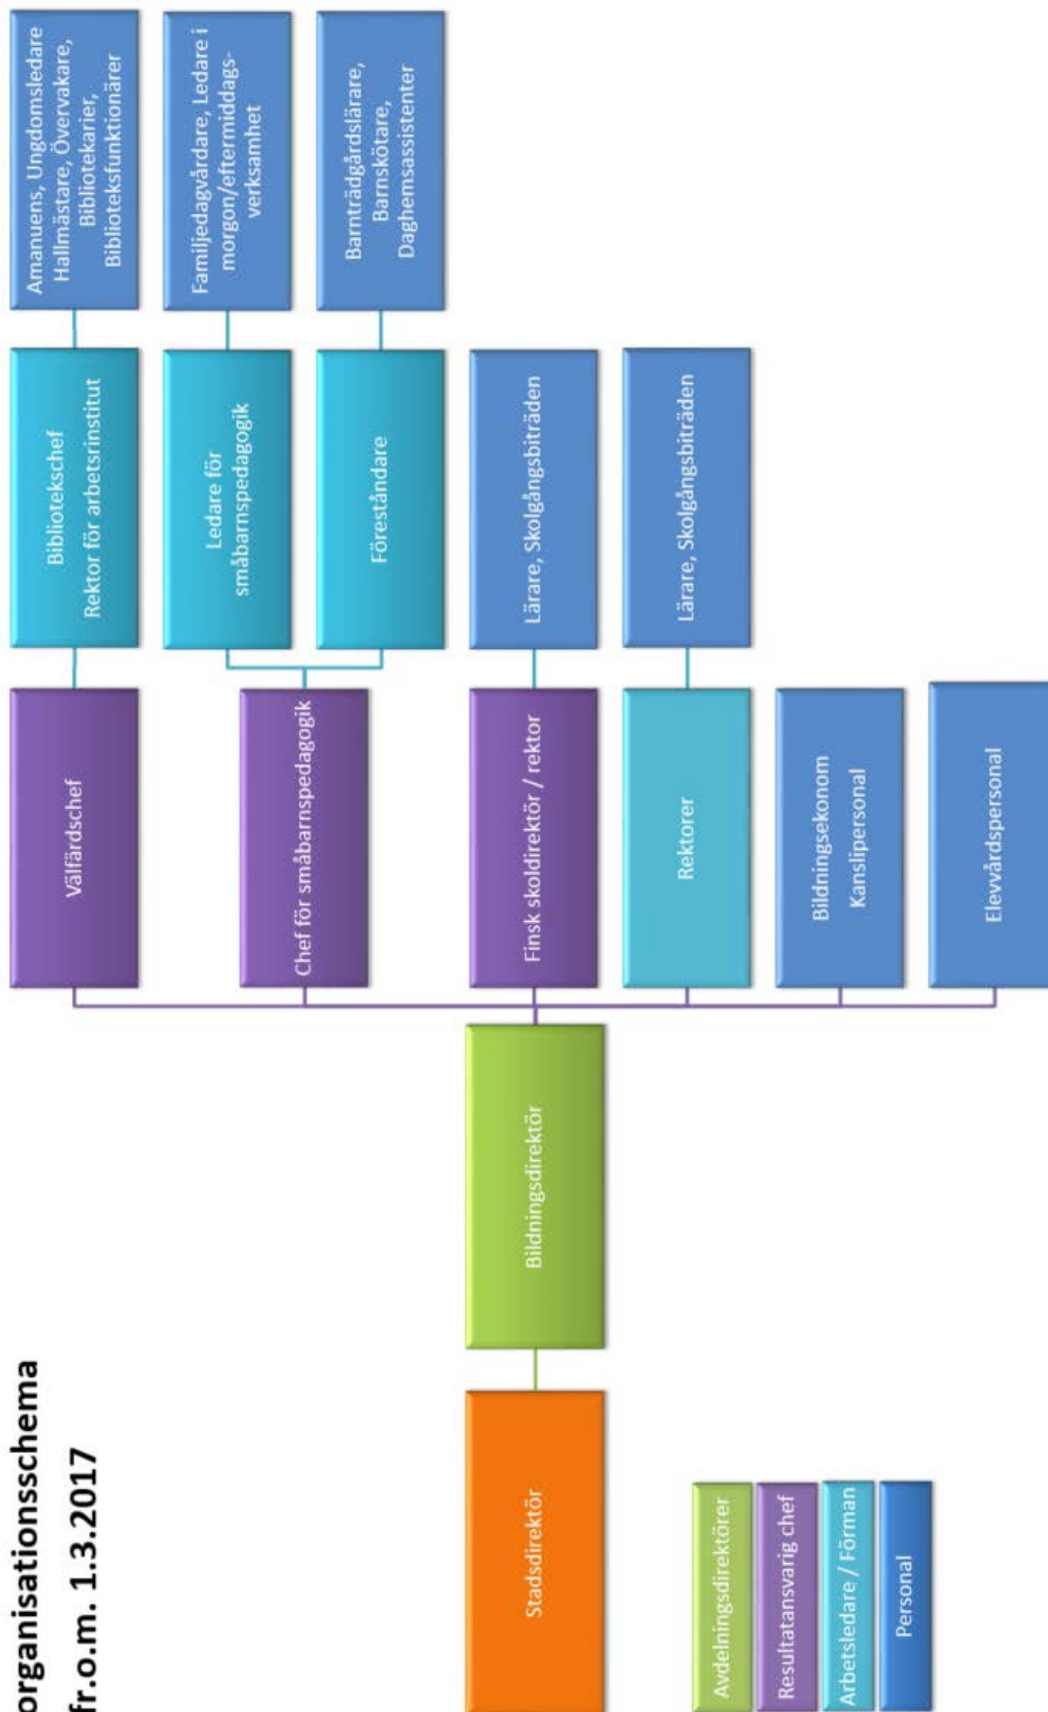 organisationsschema
fr.o.m. 1.3.2017
Stadsdirektör
Bildningsdirektör
Välfärdschef
Bibliotekschef
Rektor för arbetsrinstitut
Amanuens, Ungdomsledare
Hallmästare, Övervakare,
Bibliotekarier,
Biblioteksfunktionärer
Chef för småbarnspedagogik
Ledare för
småbarnspedagogik
Familjedagvårdare, Ledare i
morgon/eftermiddags-
verksamhet
Föreståndare
Barnträdgårdslärare,
Barnskötare,
Daghemsassistenter
Finsk skoldirektör / rektor
Lärare, Skolgångsbiträden
Rektorer
Lärare, Skolgångsbiträden
Bildningsekonom
Kanslipersonal
Elevvårdspersonal
Avdelningsdirektörer
Resultatansvarig chef
Arbetsledare / Förman
Personal